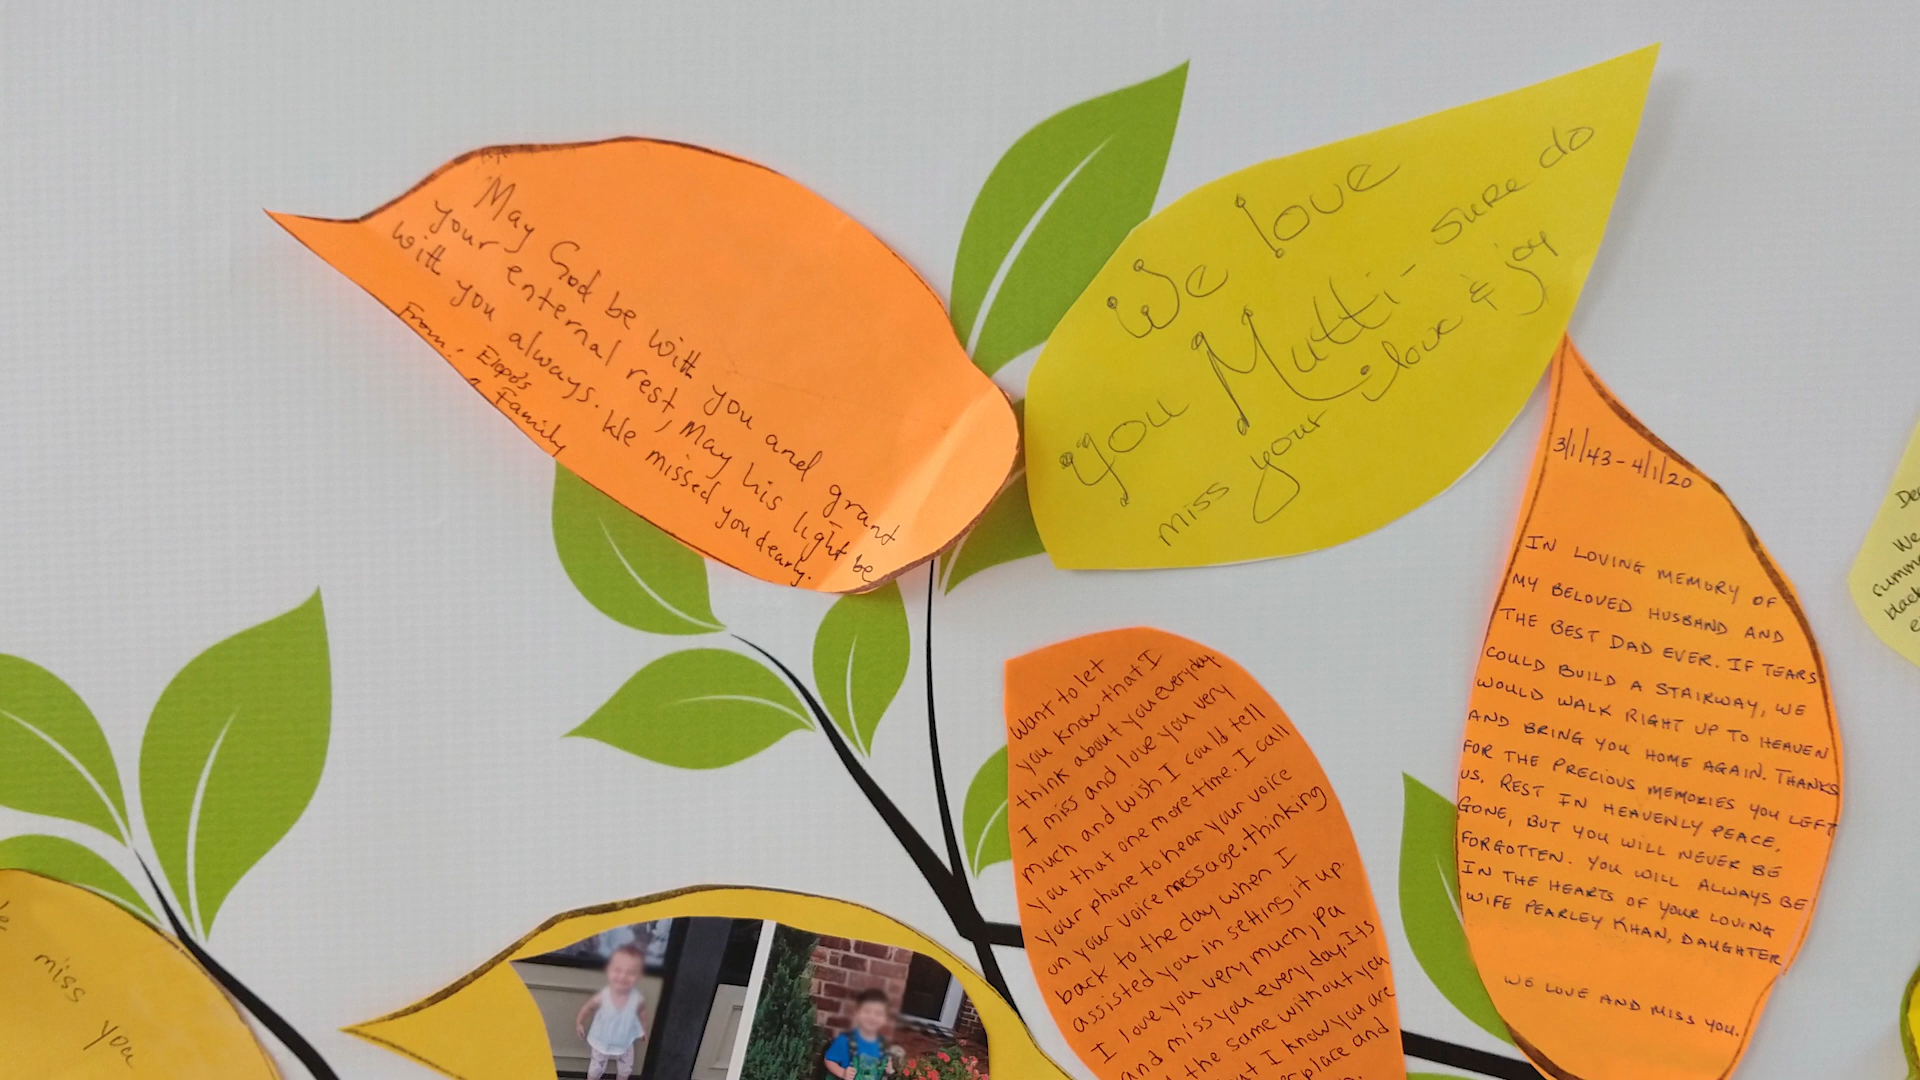 May God be with you and grant
your enternal rest, May his light be
with you always. We missed you dearly.
From: Elopo's
& Family
We love
you Mutti - sure do
miss your love & joy
3/1/43 - 4/1/20
IN LOVING MEMORY OF
MY BELOVED HUSBAND AND
THE BEST DAD EVER. IF TEARS
COULD BUILD A STAIRWAY, WE
WOULD WALK RIGHT UP TO HEAVEN
AND BRING YOU HOME AGAIN. THANKS
FOR THE PRECIOUS MEMORIES YOU LEFT
US. REST IN HEAVENLY PEACE,
GONE, BUT YOU WILL NEVER BE
FORGOTTEN. YOU WILL ALWAYS BE
IN THE HEARTS OF YOUR LOVING
WIFE PEARLEY KHAN, DAUGHTER
WE LOVE AND MISS YOU.
Want to let
you know that I
think about you everyday
I miss and love you very
much and wish I could tell
you that one more time. I call
your phone to hear your voice
on your voice message. Thinking
back to the day when I
assisted you in setting it up.
I love you very much, Pa
and miss you every day. Its
the same without you
I know you are
place and
miss you
We